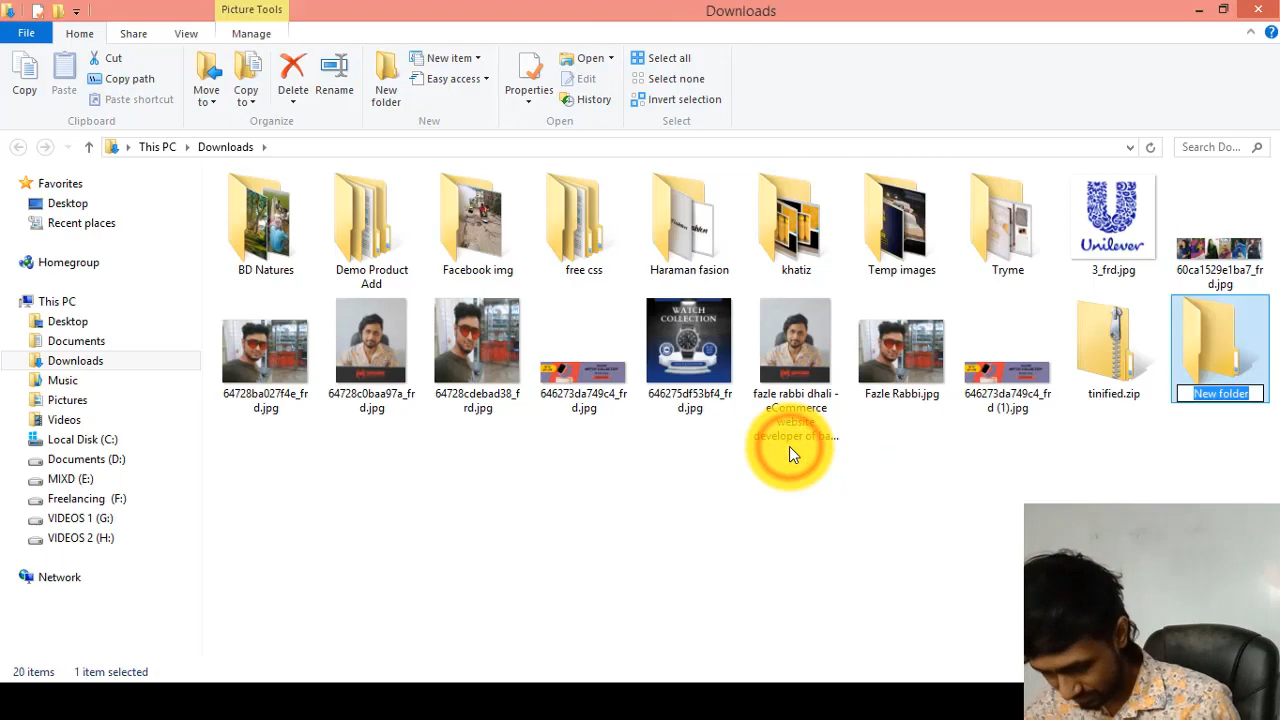 Picture Tools
Downloads
File
Home
Share
View
Manage
Copy
Paste
Cut
Copy path
Paste shortcut
Clipboard
Move to
Copy to
Delete
Rename
Organize
New folder
New item
Easy access
New
Properties
Open
Edit
History
Open
Select all
Select none
Invert selection
Select
This PC
Downloads
Search Do...
Favorites
Desktop
Recent places
Homegroup
This PC
Desktop
Documents
Downloads
Music
Pictures
Videos
Local Disk (C:)
Documents (D:)
MIXD (E:)
Freelancing (F:)
VIDEOS 1 (G:)
VIDEOS 2 (H:)
Network
BD Natures
Demo Product
Add
Facebook img
free css
Haraman fasion
khatiz
Temp images
Tryme
Unilever
3_frd.jpg
60ca1529e1ba7_fr
d.jpg
64728ba027f4e_fr
d.jpg
64728c0baa97a_fr
d.jpg
64728cdebad38_f
rd.jpg
646273da749c4_fr
d.jpg
WATCH
COLLECTION
646275df53bf4_fr
d.jpg
fazle rabbi dhali -
eCommerce
website
developer of ba...
Fazle Rabbi.jpg
646273da749c4_fr
d (1).jpg
tinified.zip
New folder
20 items
1 item selected